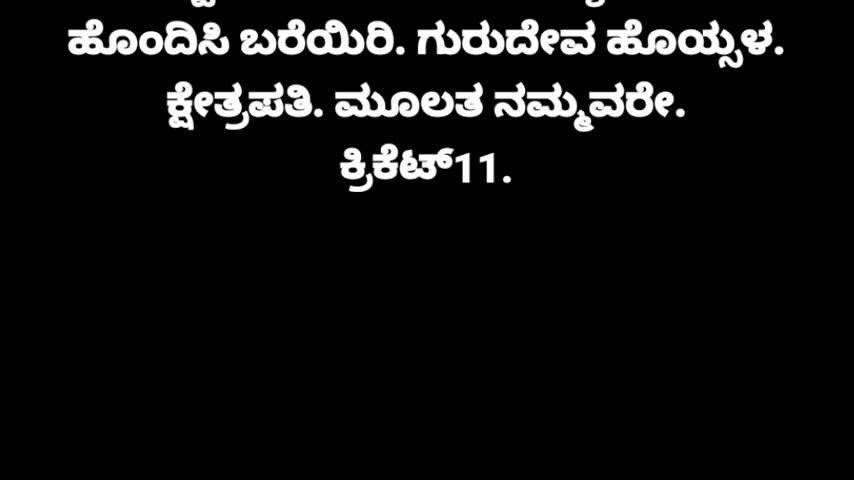 ಹೊಂದಿಸಿ ಬರೆಯಿರಿ. ಗುರುದೇವ ಹೊಯ್ಸಳ.
ಕ್ಷೇತ್ರಪತಿ. ಮೂಲತ ನಮ್ಮವರೇ.
ಕ್ರಿಕೆಟ್11.